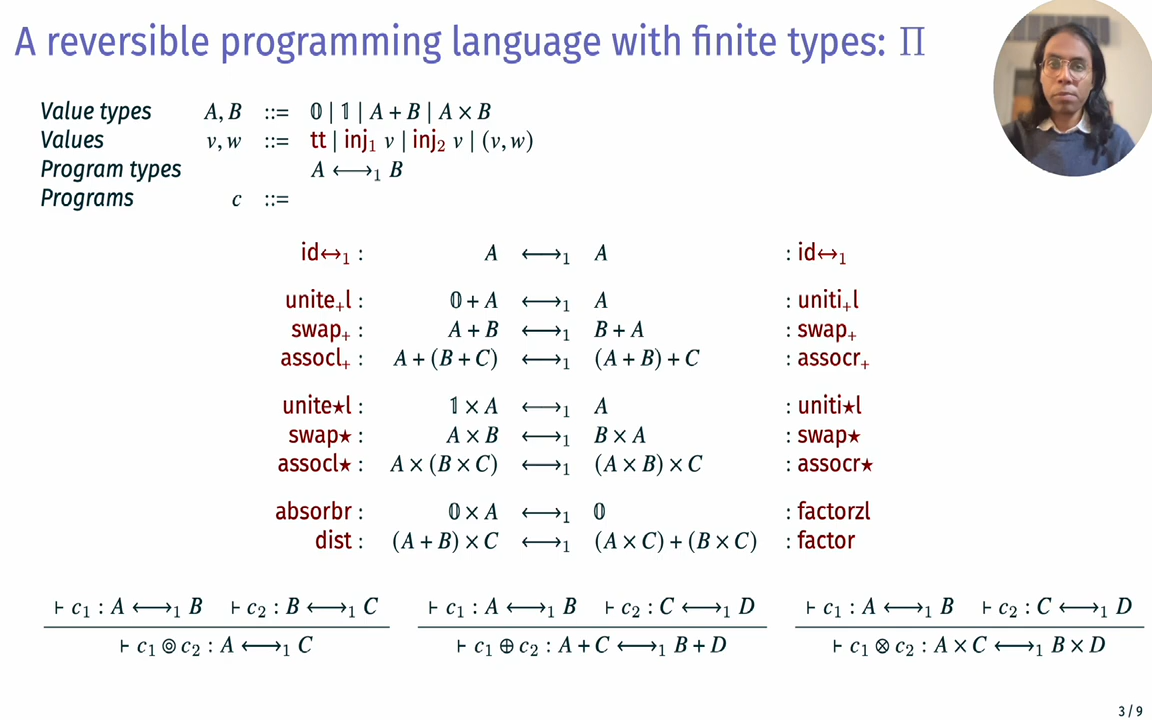 A reversible programming language with finite types: Π
Value types A, B ::= 𝟘 | 𝟙 | A + B | A × B
Values v, w ::= tt | inj₁ v | inj₂ v | (v, w)
Program types A ⟷₁ B
Programs c ::=
id↔₁ : A ⟷₁ A : id↔₁
unite₊l : 𝟘 + A ⟷₁ A : uniti₊l
swap₊ : A + B ⟷₁ B + A : swap₊
assocl₊ : A + (B + C) ⟷₁ (A + B) + C : assocr₊
unite⋆l : 𝟙 × A ⟷₁ A : uniti⋆l
swap⋆ : A × B ⟷₁ B × A : swap⋆
assocl⋆ : A × (B × C) ⟷₁ (A × B) × C : assocr⋆
absorbr : 𝟘 × A ⟷₁ 𝟘 : factorzl
dist : (A + B) × C ⟷₁ (A × C) + (B × C) : factor
⊢ c₁ : A ⟷₁ B ⊢ c₂ : B ⟷₁ C
⊢ c₁ ⊚ c₂ : A ⟷₁ C
⊢ c₁ : A ⟷₁ B ⊢ c₂ : C ⟷₁ D
⊢ c₁ ⊕ c₂ : A + C ⟷₁ B + D
⊢ c₁ : A ⟷₁ B ⊢ c₂ : C ⟷₁ D
⊢ c₁ ⊗ c₂ : A × C ⟷₁ B × D
3 / 9